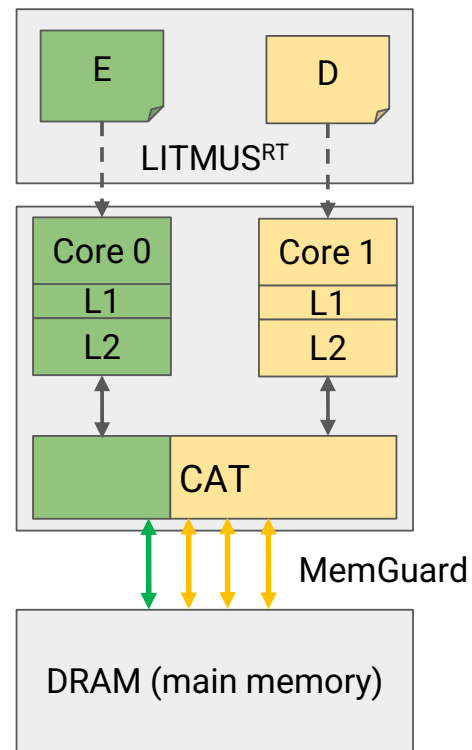 E
D
LITMUSRT
Core 0
Core 1
L1
L1
L2
L2
CAT
MemGuard
DRAM (main memory)